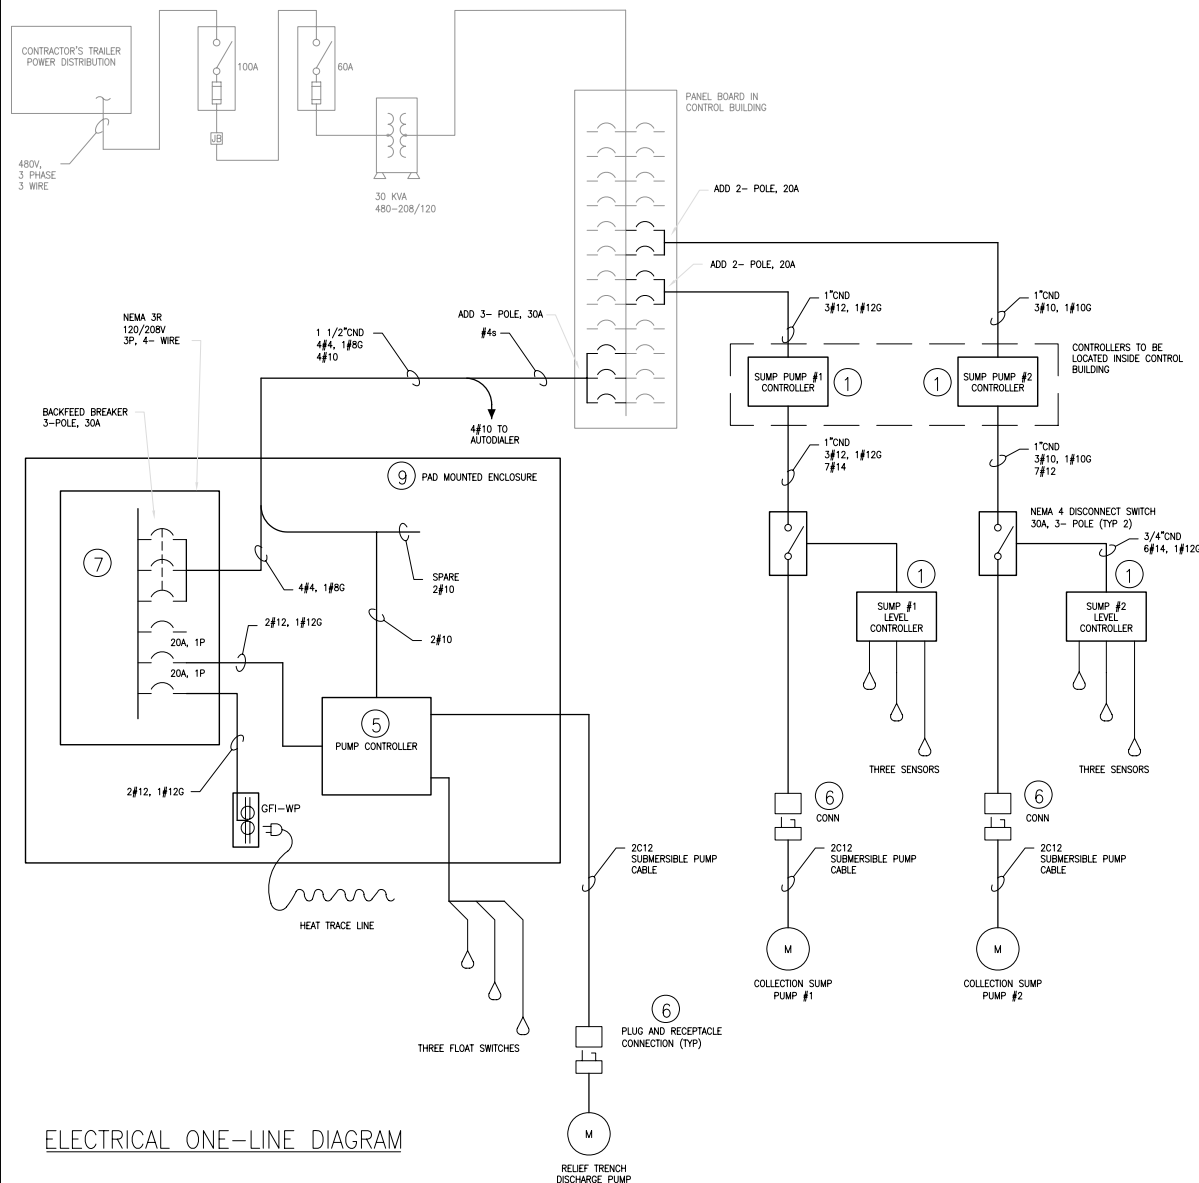 CONTRACTOR'S TRAILER
POWER DISTRIBUTION
100A
60A
JB
480V,
3 PHASE
3 WIRE
30 KVA
480-208/120
PANEL BOARD IN
CONTROL BUILDING
ADD 2- POLE, 20A
ADD 2- POLE, 20A
ADD 3- POLE, 30A
#4s
NEMA 3R
120/208V
3P, 4- WIRE
1 1/2"CND
4#4, 1#8G
4#10
1"CND
3#12, 1#12G
1"CND
3#10, 1#10G
CONTROLLERS TO BE
LOCATED INSIDE CONTROL
BUILDING
SUMP PUMP #1
CONTROLLER
1
1
SUMP PUMP #2
CONTROLLER
BACKFEED BREAKER
3-POLE, 30A
4#10 TO
AUTODIALER
1"CND
3#12, 1#12G
7#14
1"CND
3#10, 1#10G
7#12
9
PAD MOUNTED ENCLOSURE
NEMA 4 DISCONNECT SWITCH
30A, 3- POLE (TYP 2)
3/4"CND
6#14, 1#12G
7
4#4, 1#8G
SPARE
2#10
1
SUMP #1
LEVEL
CONTROLLER
1
SUMP #2
LEVEL
CONTROLLER
2#12, 1#12G
2#10
20A, 1P
20A, 1P
5
PUMP CONTROLLER
THREE SENSORS
THREE SENSORS
2#12, 1#12G
GFI-WP
6
CONN
6
CONN
2C12
SUBMERSIBLE PUMP
CABLE
2C12
SUBMERSIBLE PUMP
CABLE
2C12
SUBMERSIBLE PUMP
CABLE
HEAT TRACE LINE
M
COLLECTION SUMP
PUMP #1
M
COLLECTION SUMP
PUMP #2
6
PLUG AND RECEPTACLE
CONNECTION (TYP)
THREE FLOAT SWITCHES
M
RELIEF TRENCH
DISCHARGE PUMP
ELECTRICAL ONE-LINE DIAGRAM